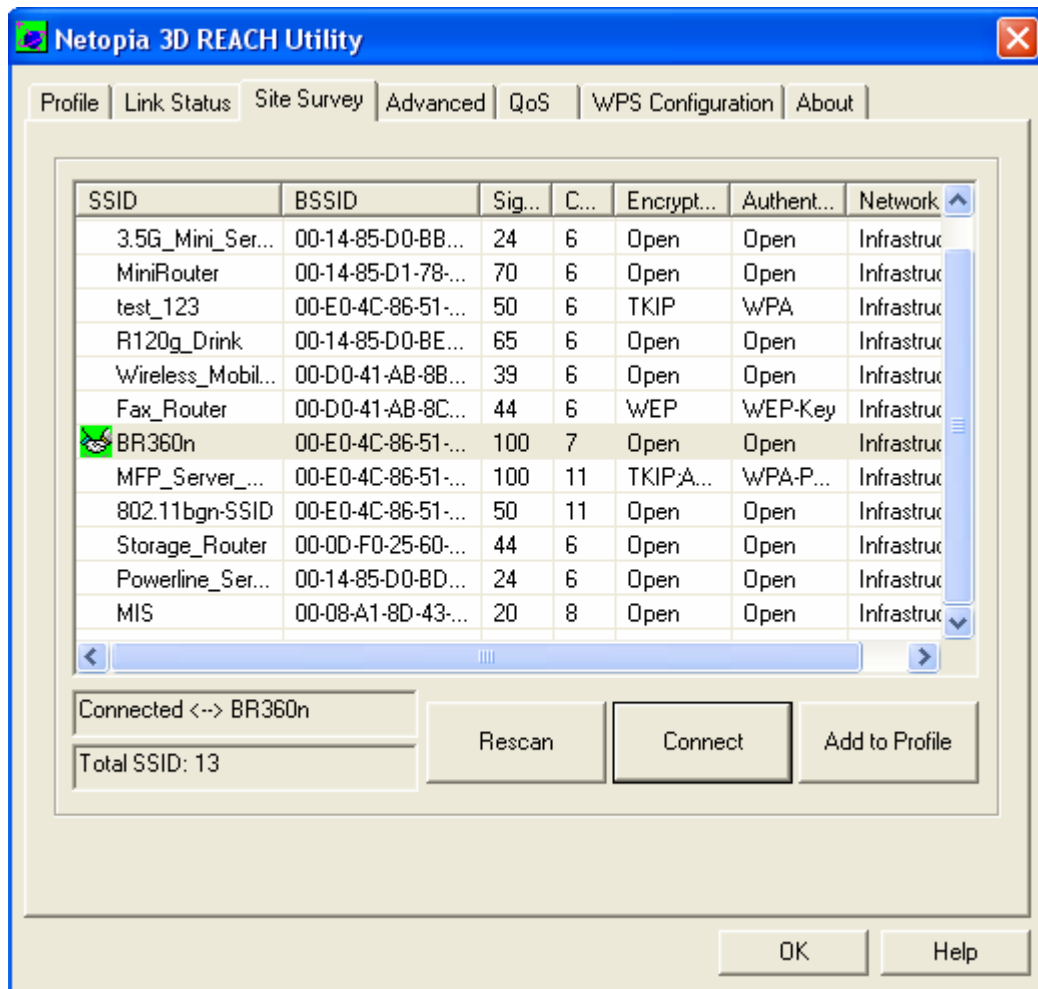 Netopia 3D REACH Utility
Profile Link Status Site Survey Advanced QoS WPS Configuration About
SSID BSSID Sig... C... Encrypt... Authent... Network
3.5G_Mini_Ser... 00-14-85-D0-BB... 24 6 Open Open Infrastruc
MiniRouter 00-14-85-D1-78-... 70 6 Open Open Infrastruc
test_123 00-E0-4C-86-51-... 50 6 TKIP WPA Infrastruc
R120g_Drink 00-14-85-D0-BE... 65 6 Open Open Infrastruc
Wireless_Mobil... 00-D0-41-AB-8B... 39 6 Open Open Infrastruc
Fax_Router 00-D0-41-AB-8C... 44 6 WEP WEP-Key Infrastruc
BR360n 00-E0-4C-86-51-... 100 7 Open Open Infrastruc
MFP_Server_... 00-E0-4C-86-51-... 100 11 TKIP;A... WPA-P... Infrastruc
802.11bgn-SSID 00-E0-4C-86-51-... 50 11 Open Open Infrastruc
Storage_Router 00-0D-F0-25-60-... 44 6 Open Open Infrastruc
Powerline_Ser... 00-14-85-D0-BD... 24 6 Open Open Infrastruc
MIS 00-08-A1-8D-43-... 20 8 Open Open Infrastruc
Connected <--> BR360n
Total SSID: 13
Rescan Connect Add to Profile
OK Help